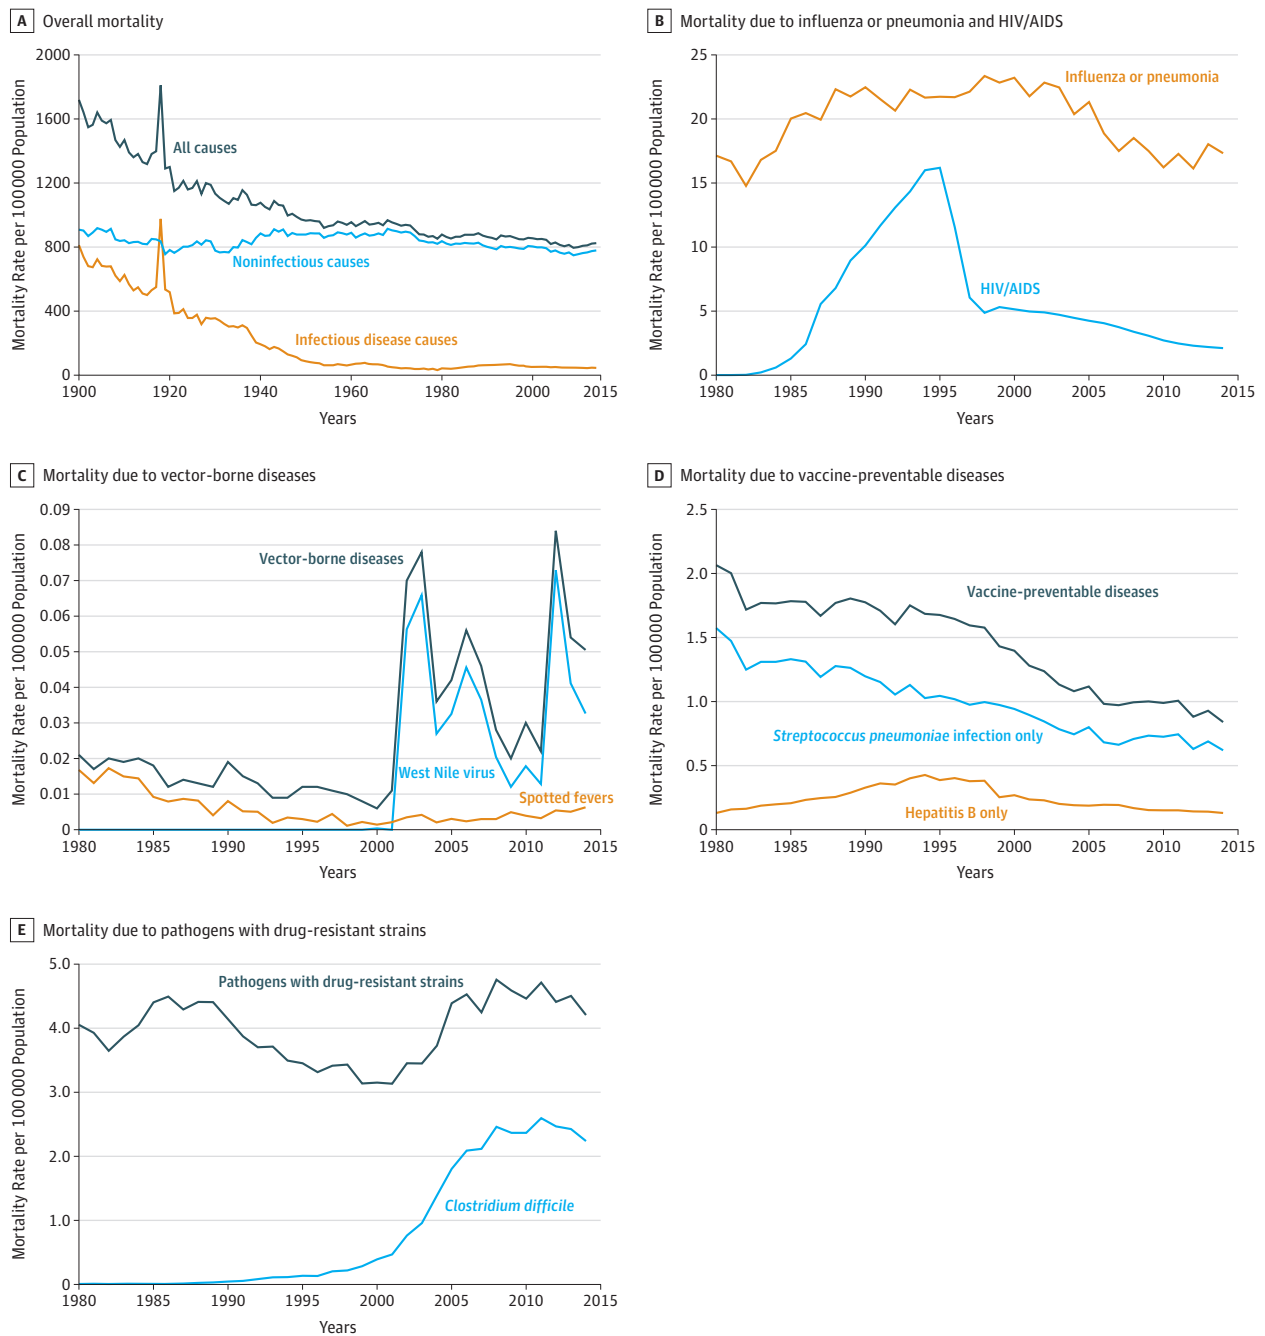 A Overall mortality
Mortality Rate per 100 000 Population
2000
1600
1200
800
400
0
All causes
Noninfectious causes
Infectious disease causes
1900 1920 1940 1960 1980 2000 2015
Years
B Mortality due to influenza or pneumonia and HIV/AIDS
Mortality Rate per 100 000 Population
25
20
15
10
5
0
Influenza or pneumonia
HIV/AIDS
1980 1985 1990 1995 2000 2005 2010 2015
Years
C Mortality due to vector-borne diseases
Mortality Rate per 100 000 Population
0.09
0.08
0.07
0.06
0.05
0.04
0.03
0.02
0.01
0
Vector-borne diseases
West Nile virus
Spotted fevers
1980 1985 1990 1995 2000 2005 2010 2015
Years
D Mortality due to vaccine-preventable diseases
Mortality Rate per 100 000 Population
2.5
2.0
1.5
1.0
0.5
0
Vaccine-preventable diseases
Streptococcus pneumoniae infection only
Hepatitis B only
1980 1985 1990 1995 2000 2005 2010 2015
Years
E Mortality due to pathogens with drug-resistant strains
Mortality Rate per 100 000 Population
5.0
4.0
3.0
2.0
1.0
0
Pathogens with drug-resistant strains
Clostridium difficile
1980 1985 1990 1995 2000 2005 2010 2015
Years